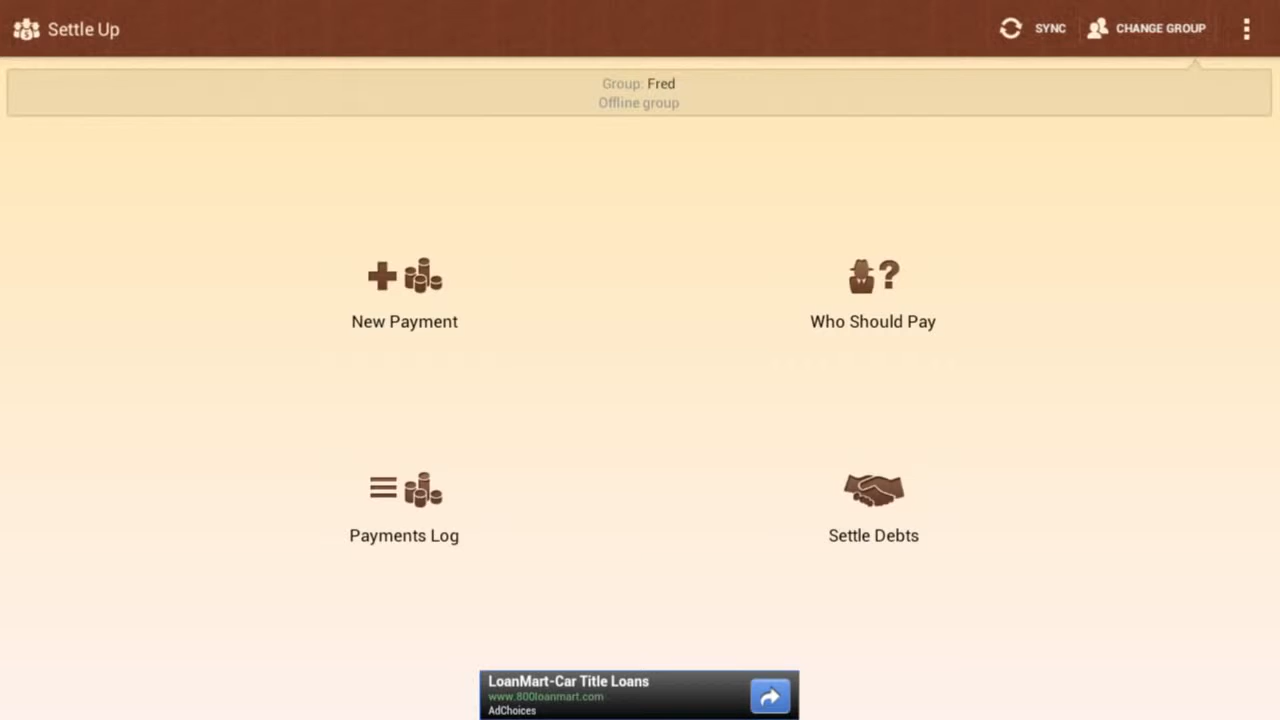 Settle Up
SYNC
CHANGE GROUP
Group: Fred
Offline group
New Payment
Who Should Pay
Payments Log
Settle Debts
LoanMart-Car Title Loans
www.800loanmart.com
AdChoices